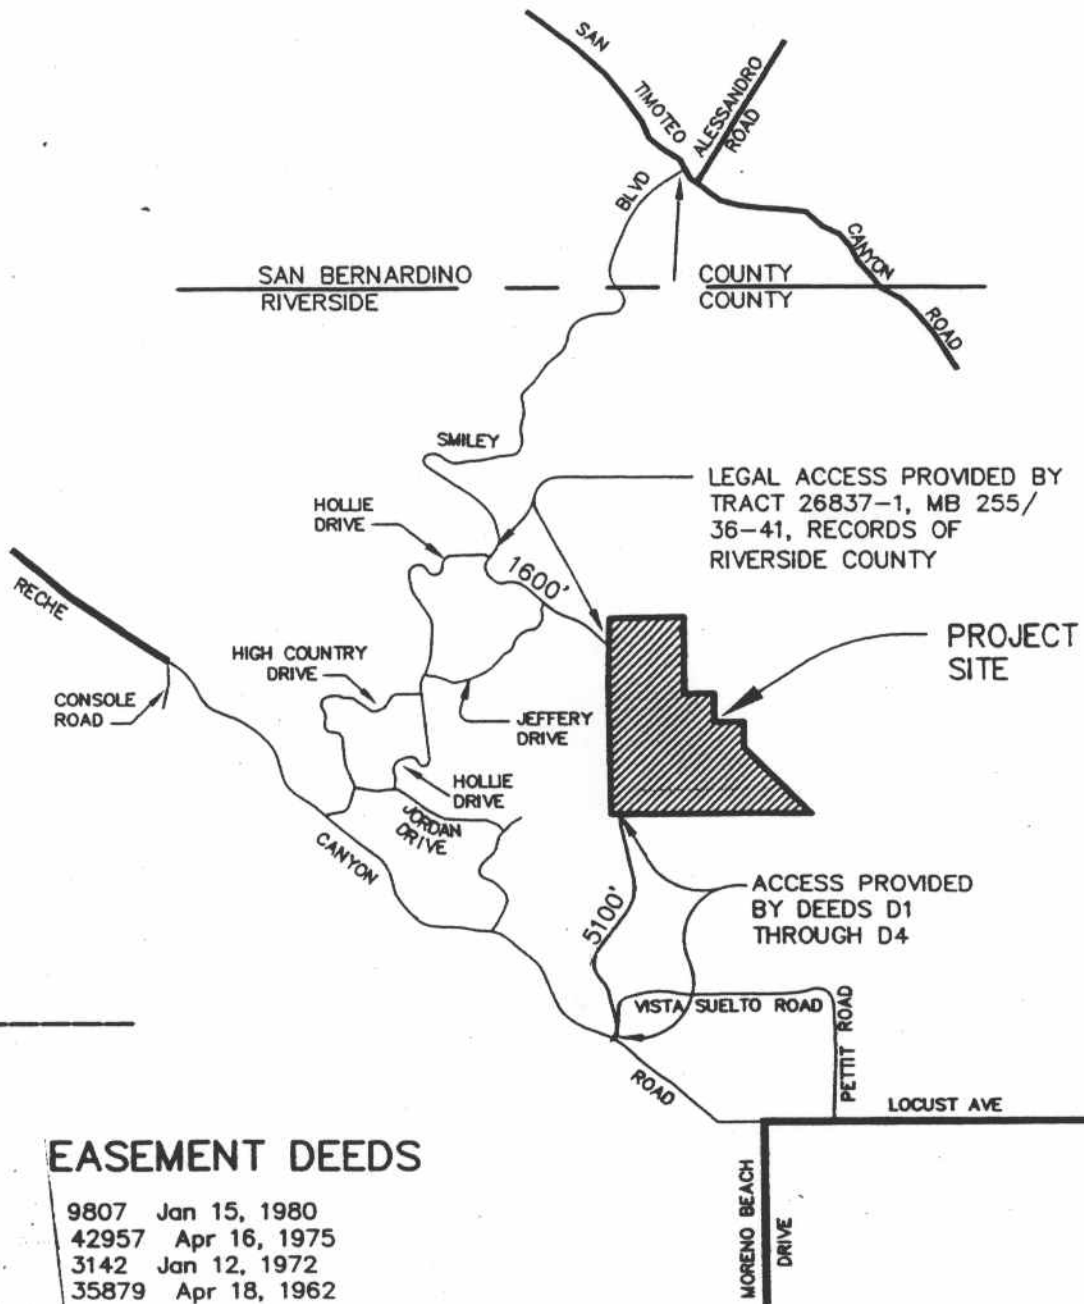 SAN
TIMOTEO
ALESSANDRO
ROAD
BLVD
CANYON
ROAD
SAN BERNARDINO
COUNTY
RIVERSIDE
COUNTY
SMILEY
HOLLIE
DRIVE
LEGAL ACCESS PROVIDED BY
TRACT 26837-1, MB 255/
36-41, RECORDS OF
RIVERSIDE COUNTY
1600'
RECHE
PROJECT
SITE
HIGH COUNTRY
DRIVE
CONSOLE
ROAD
JEFFERY
DRIVE
HOLLIE
DRIVE
JORDAN
DRIVE
CANYON
ACCESS PROVIDED
BY DEEDS D1
THROUGH D4
5100'
VISTA SUELTO ROAD
PETTIT ROAD
ROAD
LOCUST AVE
MORENO BEACH
DRIVE
EASEMENT DEEDS
9807 Jan 15, 1980
42957 Apr 16, 1975
3142 Jan 12, 1972
35879 Apr 18, 1962